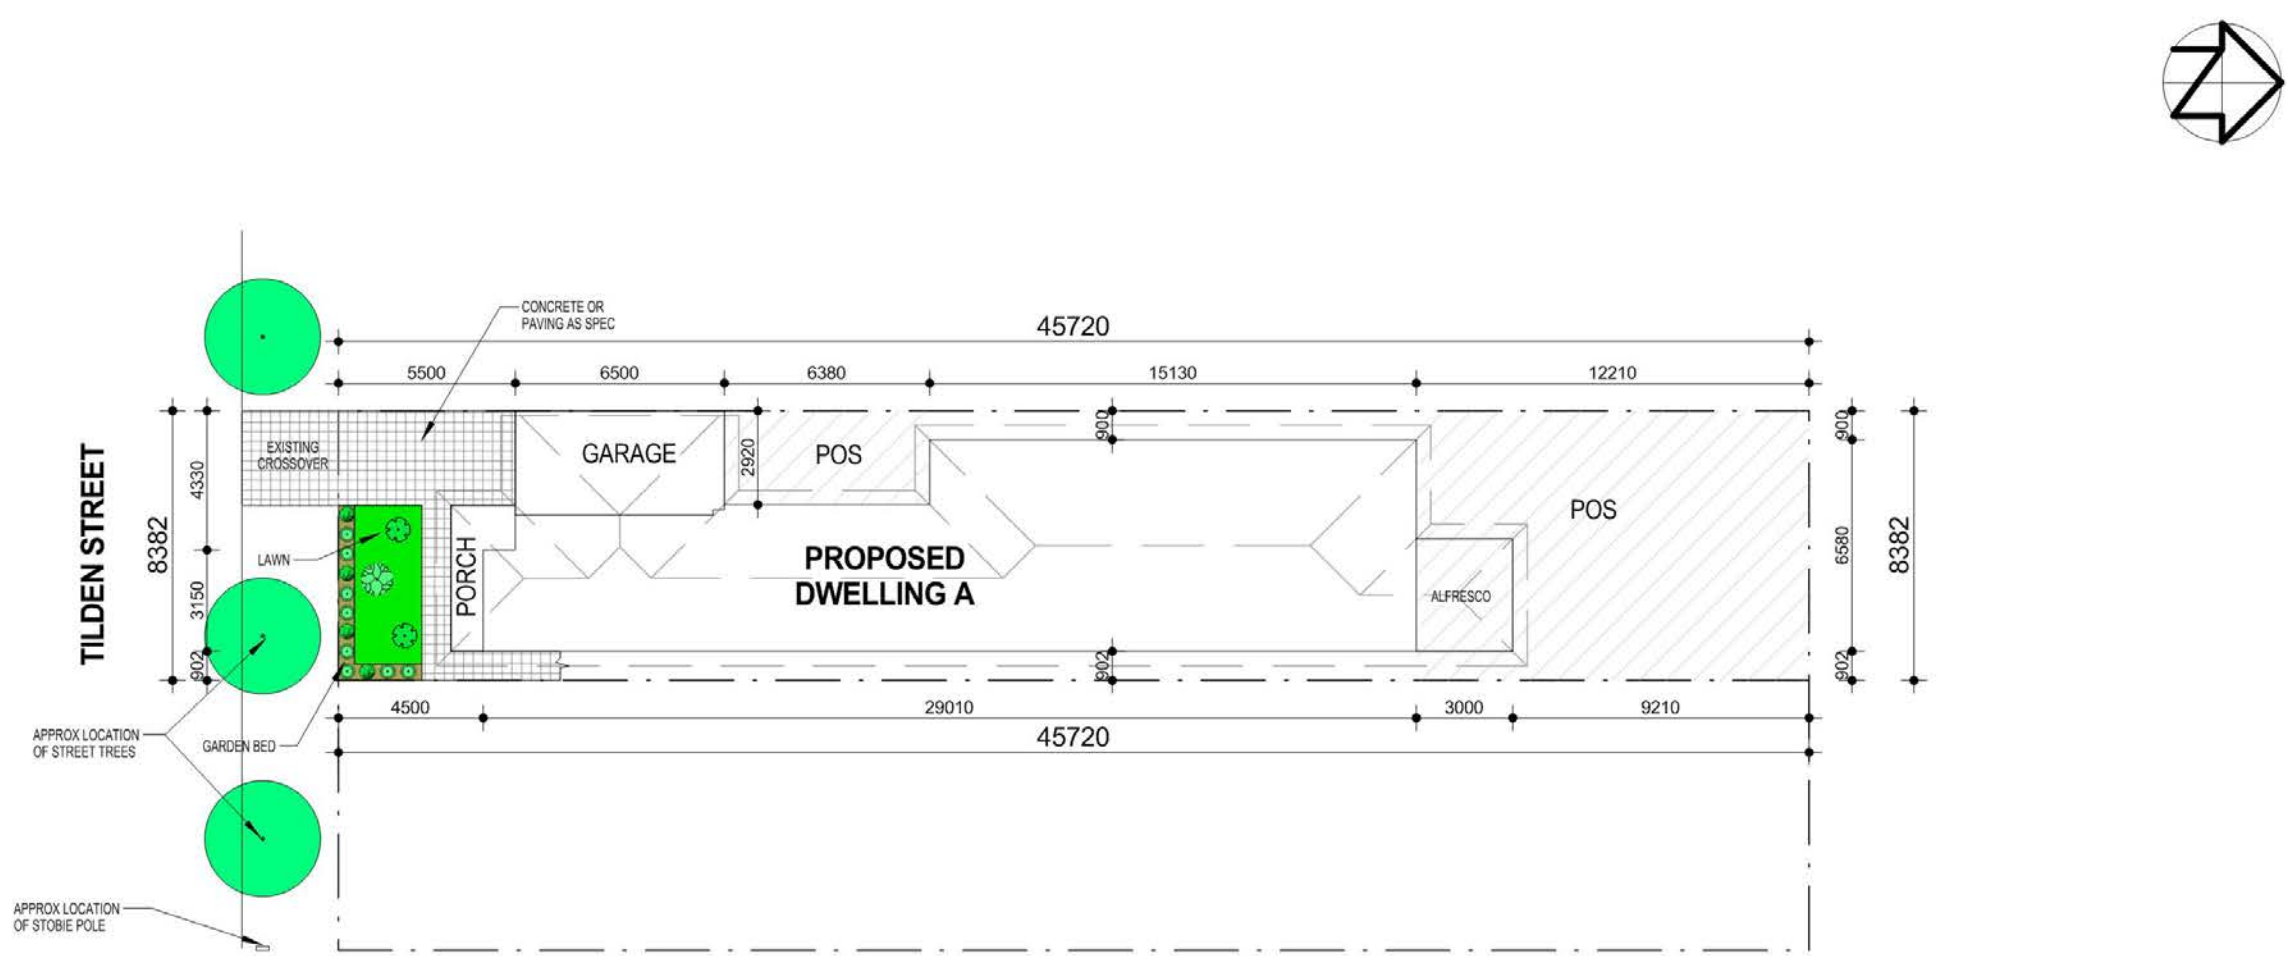 N
CONCRETE OR
PAVING AS SPEC
45720
5500
6500
6380
15130
12210
TILDEN STREET
8382
4330
3150
902
EXISTING
CROSSOVER
GARAGE
2920
POS
900
POS
900
6580
902
8382
LAWN
PORCH
PROPOSED
DWELLING A
ALFRESCO
902
4500
29010
3000
9210
45720
APPROX LOCATION
OF STREET TREES
GARDEN BED
APPROX LOCATION
OF STOBIE POLE